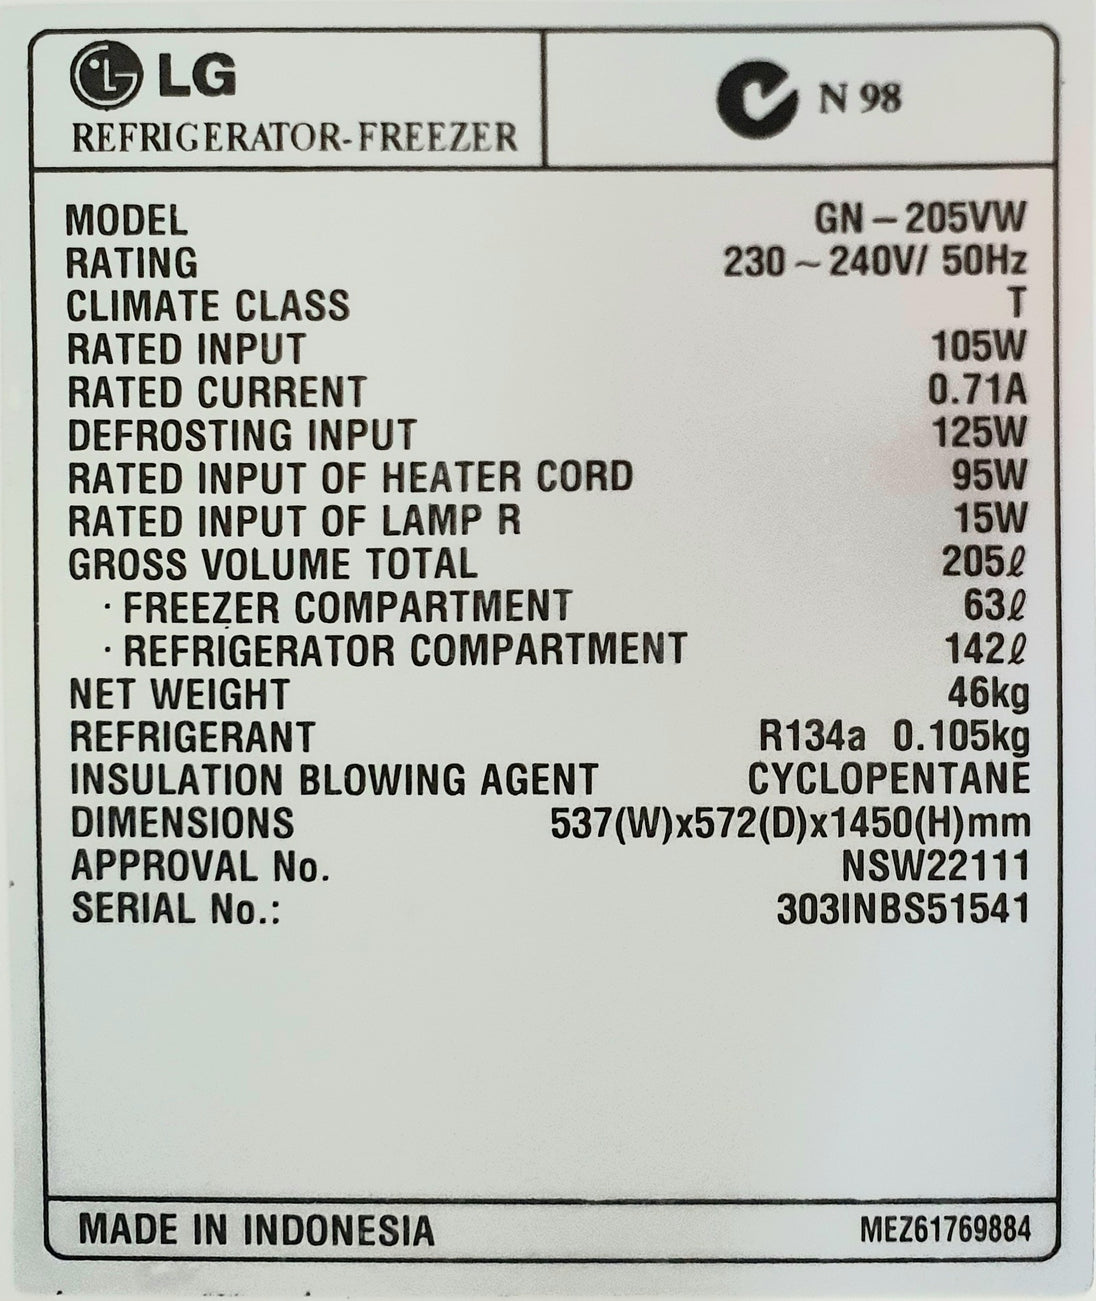 LG
REFRIGERATOR-FREEZER
N 98
MODEL GN-205VW
RATING 230~240V/ 50Hz
CLIMATE CLASS T
RATED INPUT 105W
RATED CURRENT 0.71A
DEFROSTING INPUT 125W
RATED INPUT OF HEATER CORD 95W
RATED INPUT OF LAMP R 15W
GROSS VOLUME TOTAL 205ℓ
· FREEZER COMPARTMENT 63ℓ
· REFRIGERATOR COMPARTMENT 142ℓ
NET WEIGHT 46kg
REFRIGERANT R134a 0.105kg
INSULATION BLOWING AGENT CYCLOPENTANE
DIMENSIONS 537(W)x572(D)x1450(H)mm
APPROVAL No. NSW22111
SERIAL No.: 303INBS51541
MADE IN INDONESIA MEZ61769884